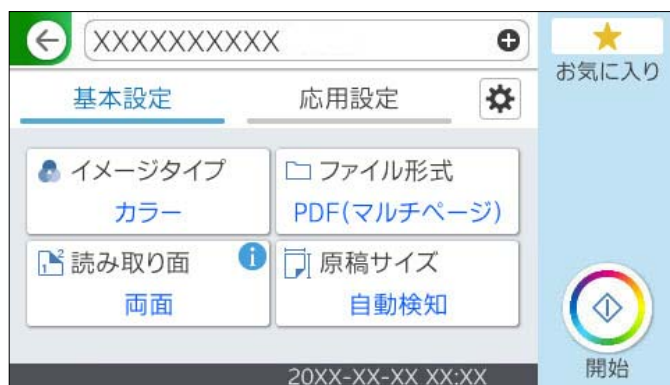 XXXXXXXXXX
お気に入り
基本設定
応用設定
イメージタイプ
カラー
ファイル形式
PDF(マルチページ)
読み取り面
両面
原稿サイズ
自動検知
開始
20XX-XX-XX XX:XX